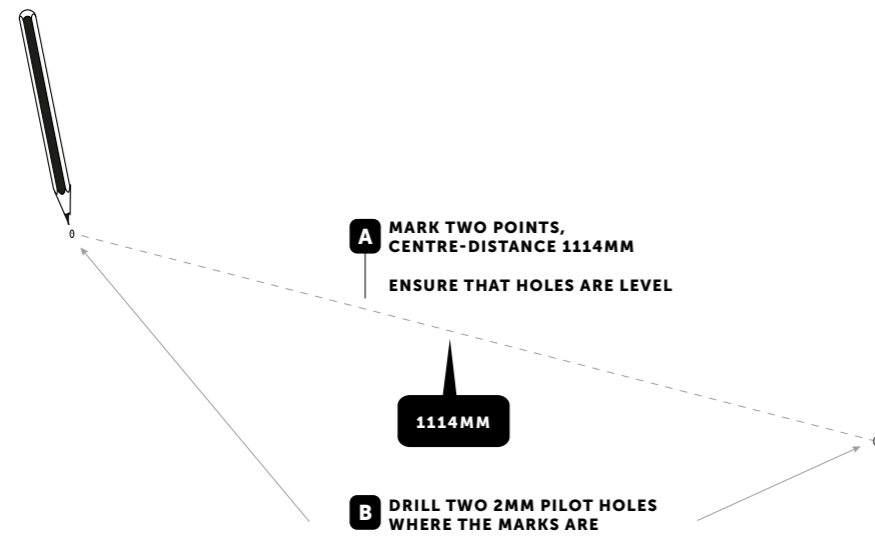 A
MARK TWO POINTS,
CENTRE-DISTANCE 1114MM
ENSURE THAT HOLES ARE LEVEL
1114MM
B
DRILL TWO 2MM PILOT HOLES
WHERE THE MARKS ARE